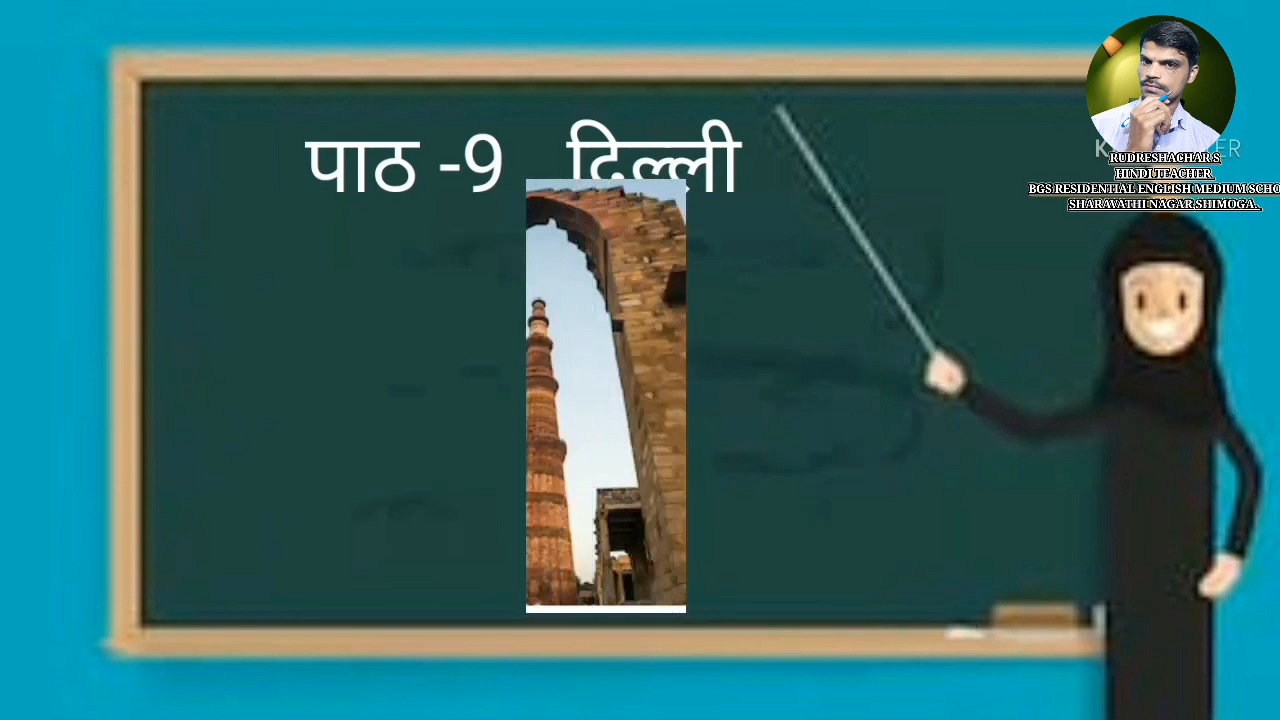 पाठ -9 दिल्ली
RUDRESHACHAR S
HINDI TEACHER
BGS RESIDENTIAL ENGLISH MEDIUM SCHO
SHARAVATHI NAGAR SHIMOGA..